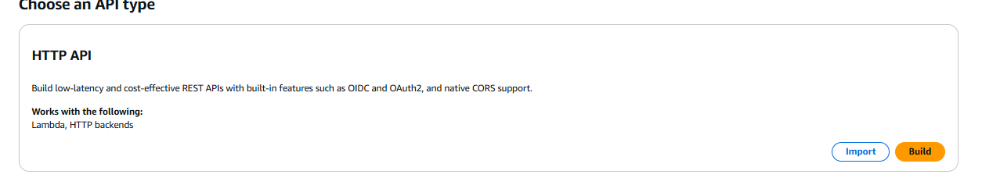 Choose an API type
HTTP API
Build low-latency and cost-effective REST APIs with built-in features such as OIDC and OAuth2, and native CORS support.
Works with the following:
Lambda, HTTP backends
Import
Build